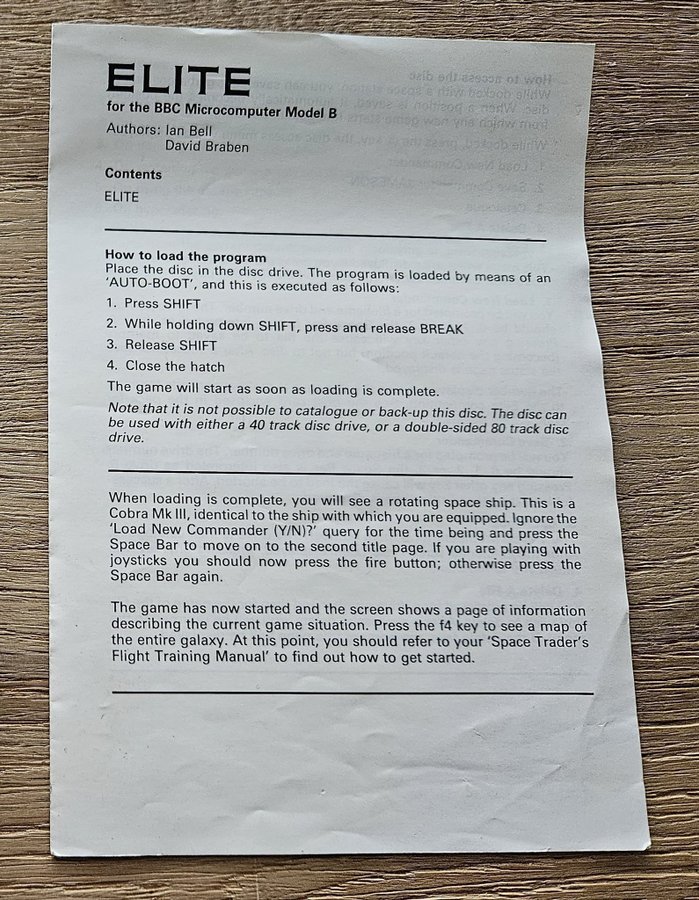 ELITE
for the BBC Microcomputer Model B
Authors: Ian Bell
David Braben
Contents
ELITE
How to load the program
Place the disc in the disc drive. The program is loaded by means of an
‘AUTO-BOOT’, and this is executed as follows:
1. Press SHIFT
2. While holding down SHIFT, press and release BREAK
3. Release SHIFT
4. Close the hatch
The game will start as soon as loading is complete.
Note that it is not possible to catalogue or back-up this disc. The disc can
be used with either a 40 track disc drive, or a double-sided 80 track disc
drive.
When loading is complete, you will see a rotating space ship. This is a
Cobra Mk III, identical to the ship with which you are equipped. Ignore the
‘Load New Commander (Y/N)?’ query for the time being and press the
Space Bar to move on to the second title page. If you are playing with
joysticks you should now press the fire button; otherwise press the
Space Bar again.
The game has now started and the screen shows a page of information
describing the current game situation. Press the f4 key to see a map of
the entire galaxy. At this point, you should refer to your ‘Space Trader’s
Flight Training Manual’ to find out how to get started.